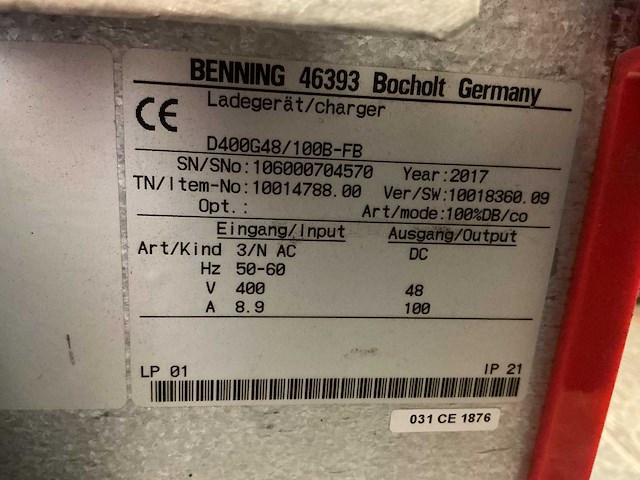 BENNING 46393 Bocholt Germany
CE Ladegerät/charger
D400G48/100B-FB
SN/SNo:106000704570 Year:2017
TN/Item-No:10014788.00 Ver/SW:10018360.09
Opt.: Art/mode:100%DB/co
Eingang/Input Ausgang/Output
Art/Kind 3/N AC DC
Hz 50-60
V 400 48
A 8.9 100
LP 01 IP 21
031 CE 1876